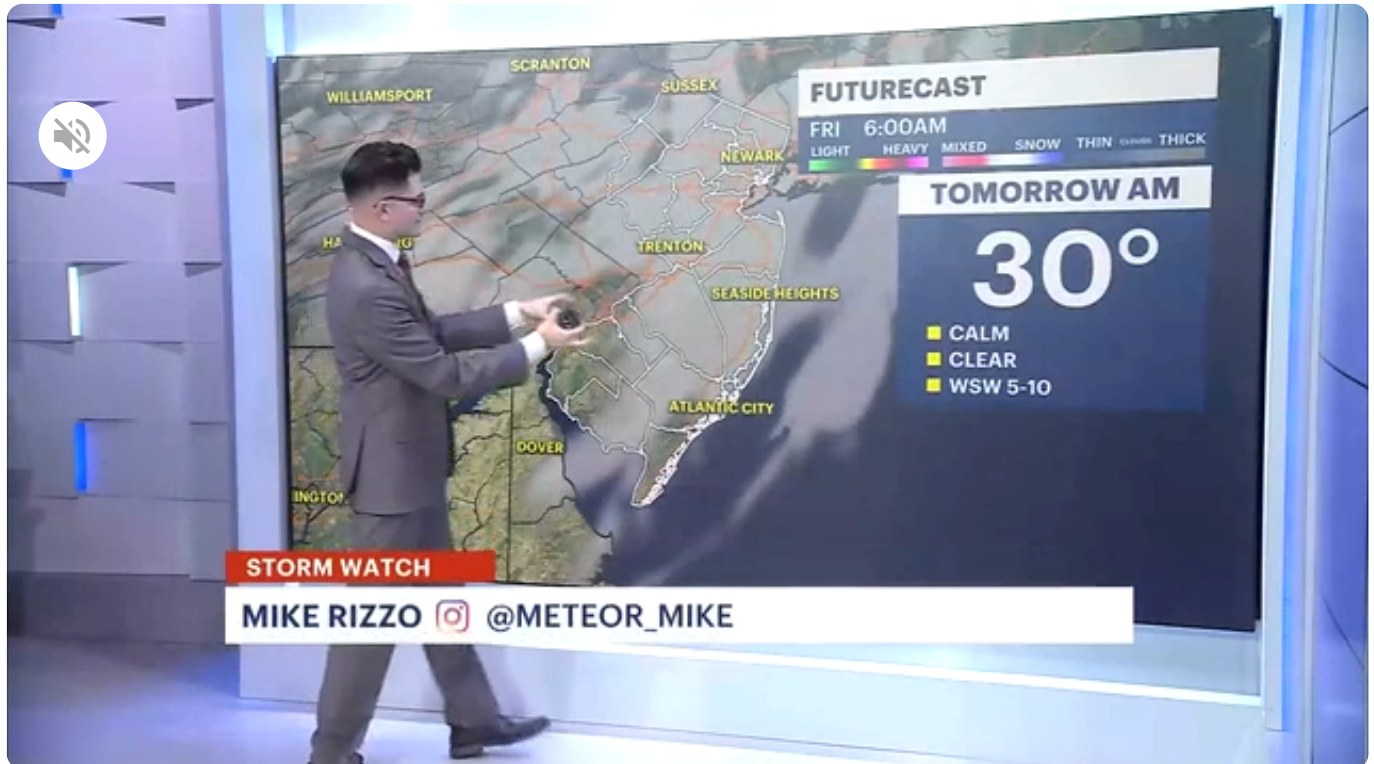 SCRANTON
WILLIAMSPORT
SUSSEX
FUTURECAST
FRI 6:00AM
LIGHT HEAVY MIXED SNOW THIN CLOUDS THICK
NEWARK
TOMORROW AM
30°
TRENTON
SEASIDE HEIGHTS
CALM
CLEAR
WSW 5-10
ATLANTIC CITY
DOVER
INGTON
STORM WATCH
MIKE RIZZO @METEOR_MIKE